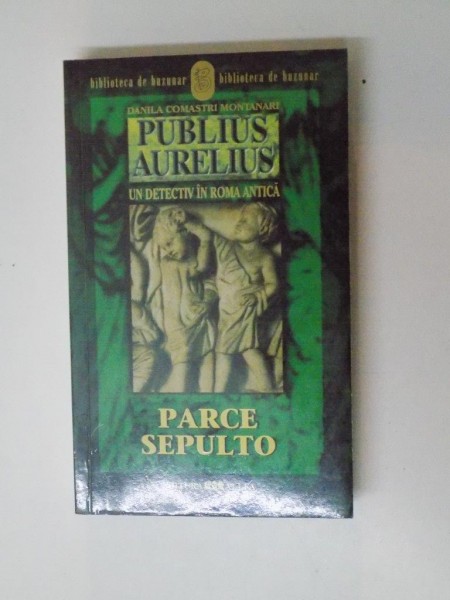 biblioteca de buzunar biblioteca de buzunar
DANILA COMASTRI MONTANARI
PUBLIUS
AURELIUS
UN DETECTIV ÎN ROMA ANTICĂ
PARCE
SEPULTO